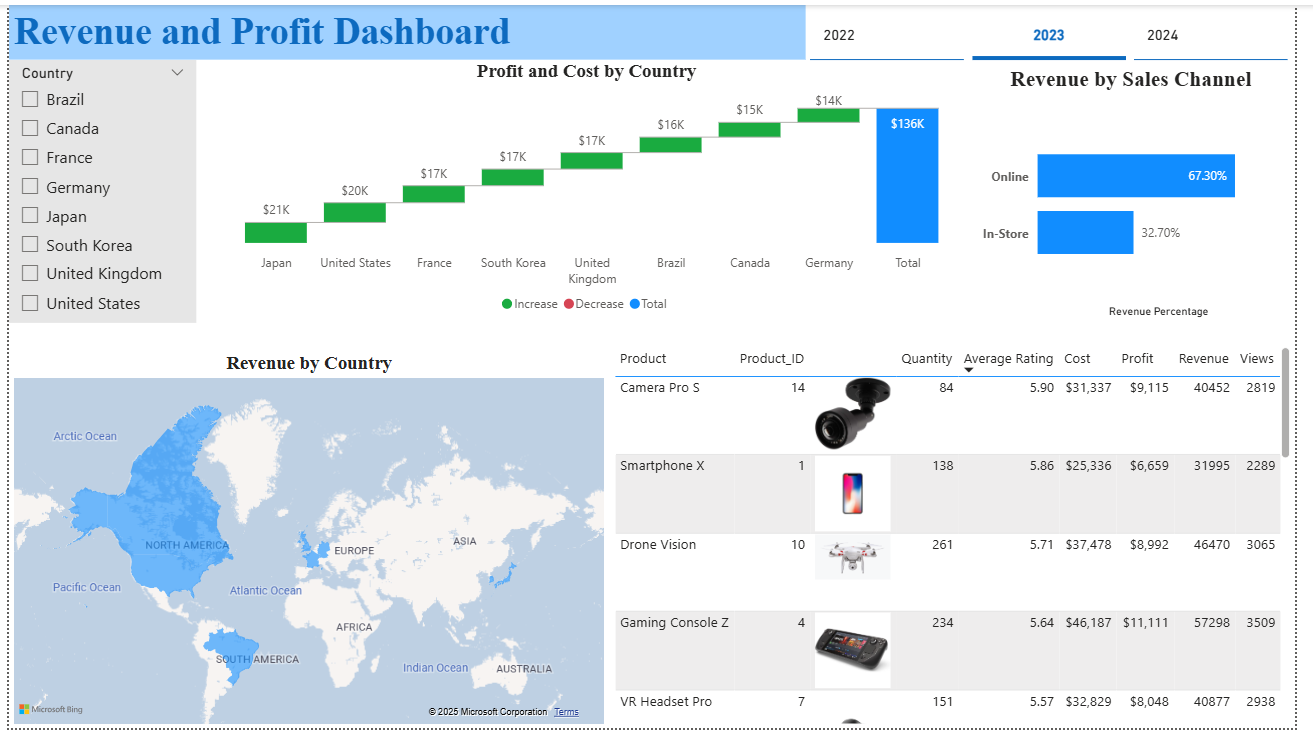 Revenue and Profit Dashboard
2022
2023
2024
Country
Brazil
Canada
France
Germany
Japan
South Korea
United Kingdom
United States
Profit and Cost by Country
$21K
$20K
$17K
$17K
$17K
$16K
$15K
$14K
$136K
Japan
United States
France
South Korea
United
Kingdom
Brazil
Canada
Germany
Total
Increase
Decrease
Total
Revenue by Sales Channel
Online
67.30%
In-Store
32.70%
Revenue Percentage
Revenue by Country
Arctic Ocean
NORTH AMERICA
EUROPE
ASIA
Pacific Ocean
Atlantic Ocean
AFRICA
SOUTH AMERICA
Indian Ocean
AUSTRALIA
Microsoft Bing
© 2025 Microsoft Corporation Terms
Product Product_ID Quantity Average Rating Cost Profit Revenue Views
Camera Pro S 14 84 5.90 $31,337 $9,115 40452 2819
Smartphone X 1 138 5.86 $25,336 $6,659 31995 2289
Drone Vision 10 261 5.71 $37,478 $8,992 46470 3065
Gaming Console Z 4 234 5.64 $46,187 $11,111 57298 3509
VR Headset Pro 7 151 5.57 $32,829 $8,048 40877 2938